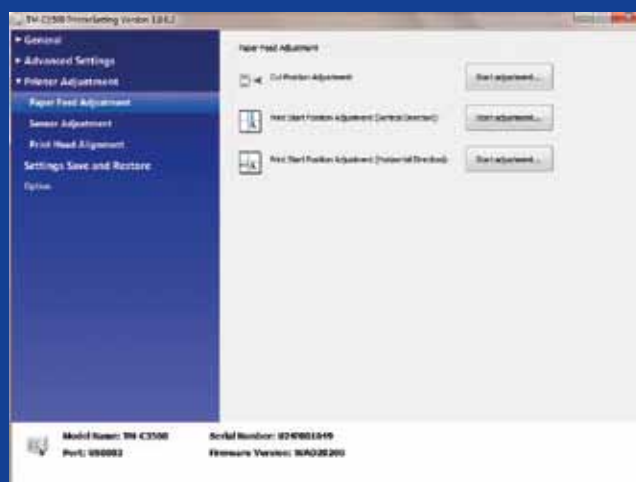 TM-C3500 PrinterSetting Version 1.0.6.2
General
Advanced Settings
Printer Adjustment
Paper Feed Adjustment
Sensor Adjustment
Print Head Alignment
Settings Save and Restore
Option
Paper Feed Adjustment
Cut Position Adjustment
Start adjustment...
Print Start Position Adjustment (Vertical Direction)
Start adjustment...
Print Start Position Adjustment (Horizontal Direction)
Start adjustment...
Model Name: TM-C3500
Port:
Serial Number:
Firmware Version: